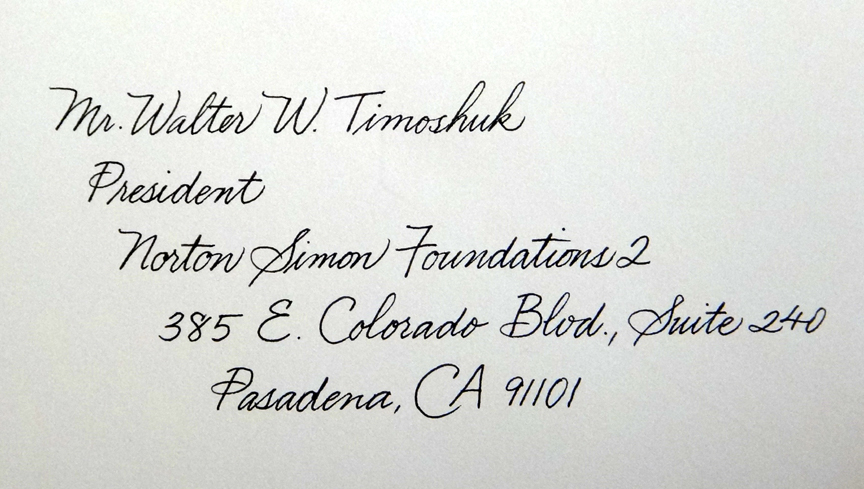 Mr. Walter W. Timoshuk
President
Norton Simon Foundations 2
385 E. Colorado Blvd., Suite 240
Pasadena, CA 91101